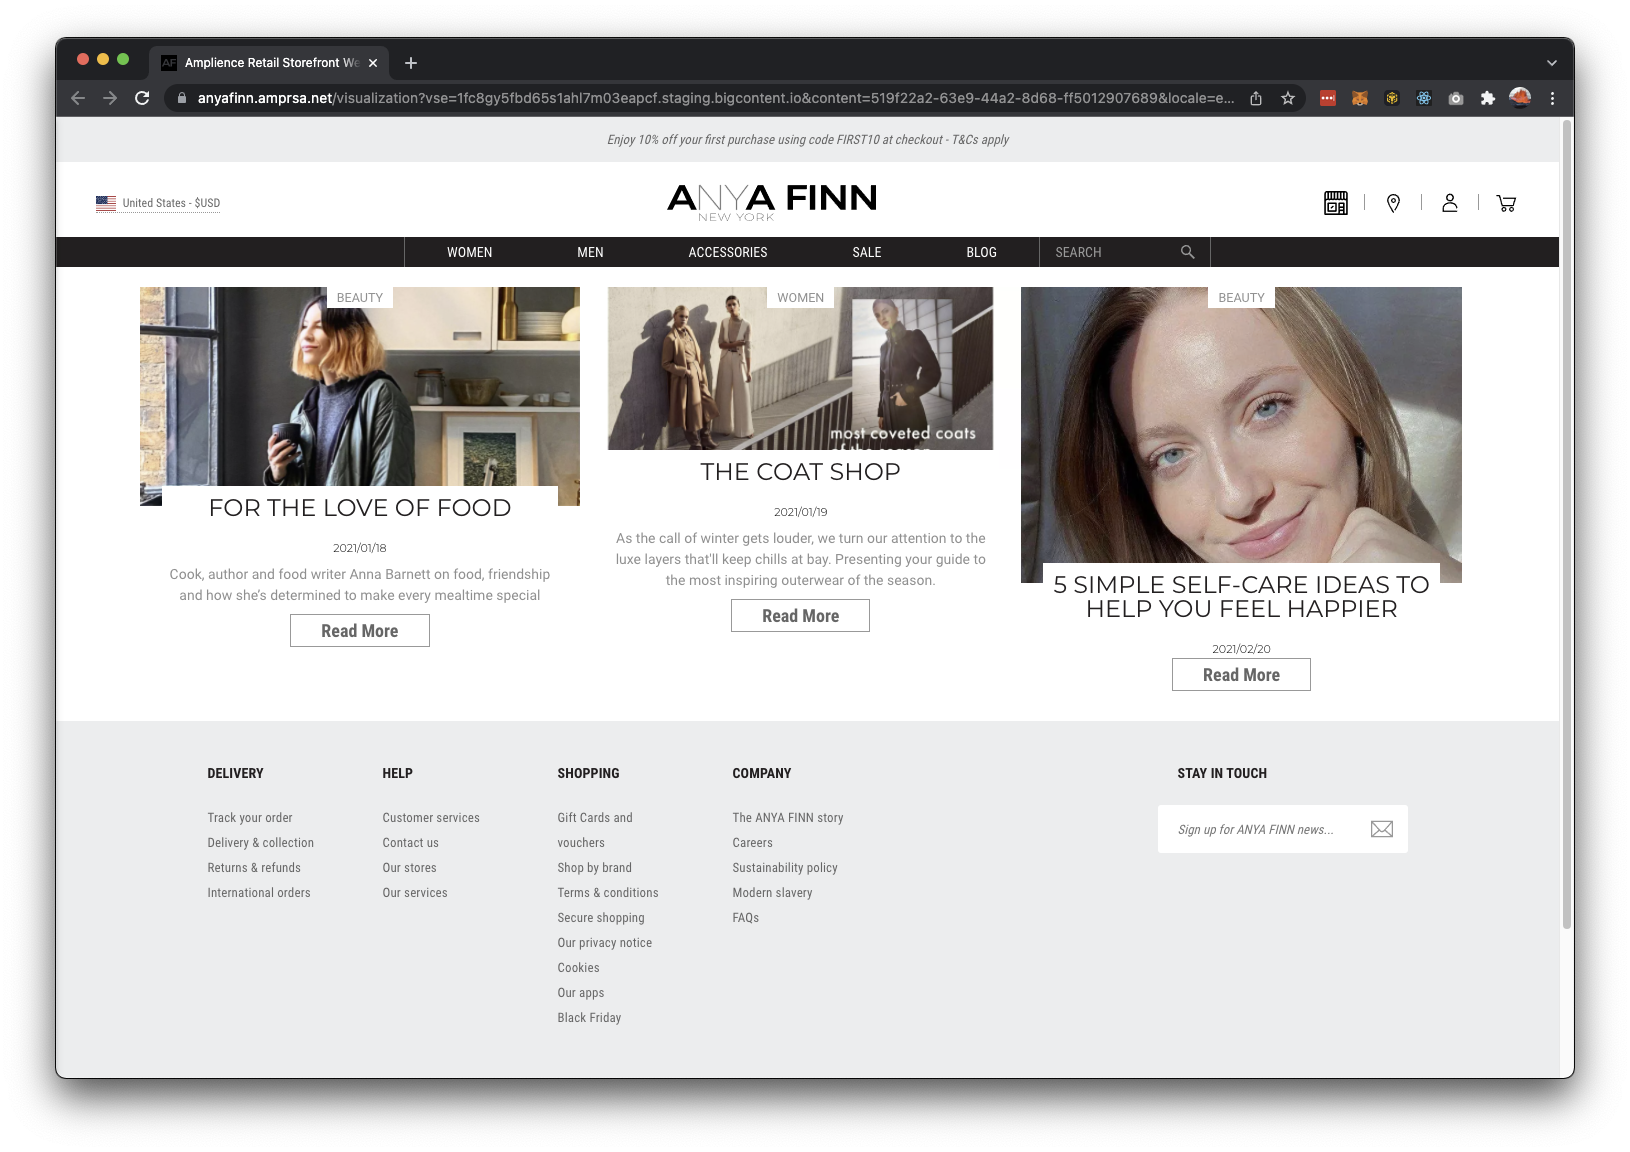 Amplience Retail Storefront We
anyafinn.amprsa.net/visualization?vse=1fc8gy5fbd65s1ahl7m03eapcf.staging.bigcontent.io&content=519f22a2-63e9-44a2-8d68-ff5012907689&locale=e...
Enjoy 10% off your first purchase using code FIRST10 at checkout - T&Cs apply
United States - $USD
ANYA FINN
NEW YORK
WOMEN
MEN
ACCESSORIES
SALE
BLOG
SEARCH
BEAUTY
FOR THE LOVE OF FOOD
2021/01/18
Cook, author and food writer Anna Barnett on food, friendship
and how she’s determined to make every mealtime special
Read More
WOMEN
most coveted coats
of the season
THE COAT SHOP
2021/01/19
As the call of winter gets louder, we turn our attention to the
luxe layers that'll keep chills at bay. Presenting your guide to
the most inspiring outerwear of the season.
Read More
BEAUTY
5 SIMPLE SELF-CARE IDEAS TO
HELP YOU FEEL HAPPIER
2021/02/20
Read More
DELIVERY
Track your order
Delivery & collection
Returns & refunds
International orders
HELP
Customer services
Contact us
Our stores
Our services
SHOPPING
Gift Cards and
vouchers
Shop by brand
Terms & conditions
Secure shopping
Our privacy notice
Cookies
Our apps
Black Friday
COMPANY
The ANYA FINN story
Careers
Sustainability policy
Modern slavery
FAQs
STAY IN TOUCH
Sign up for ANYA FINN news...